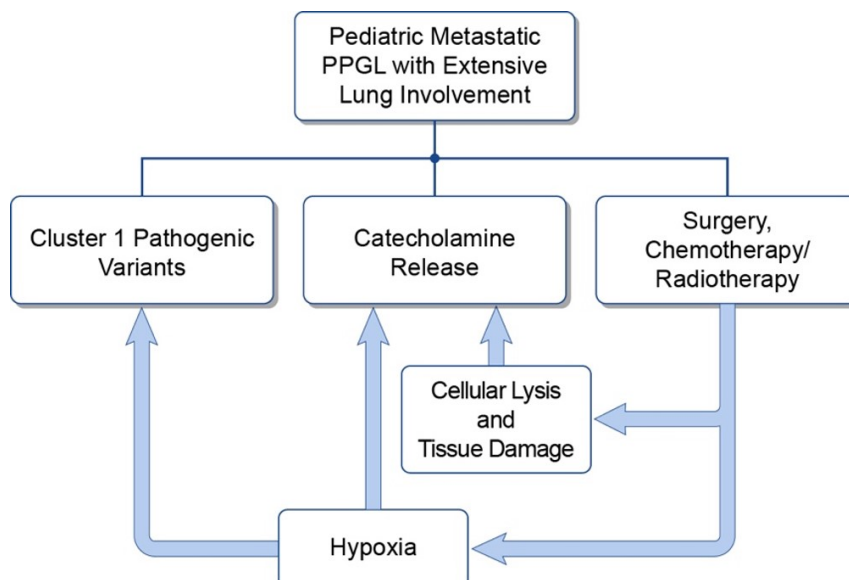 Pediatric Metastatic
PPGL with Extensive
Lung Involvement
Cluster 1 Pathogenic
Variants
Catecholamine
Release
Surgery,
Chemotherapy/
Radiotherapy
Cellular Lysis
and
Tissue Damage
Hypoxia